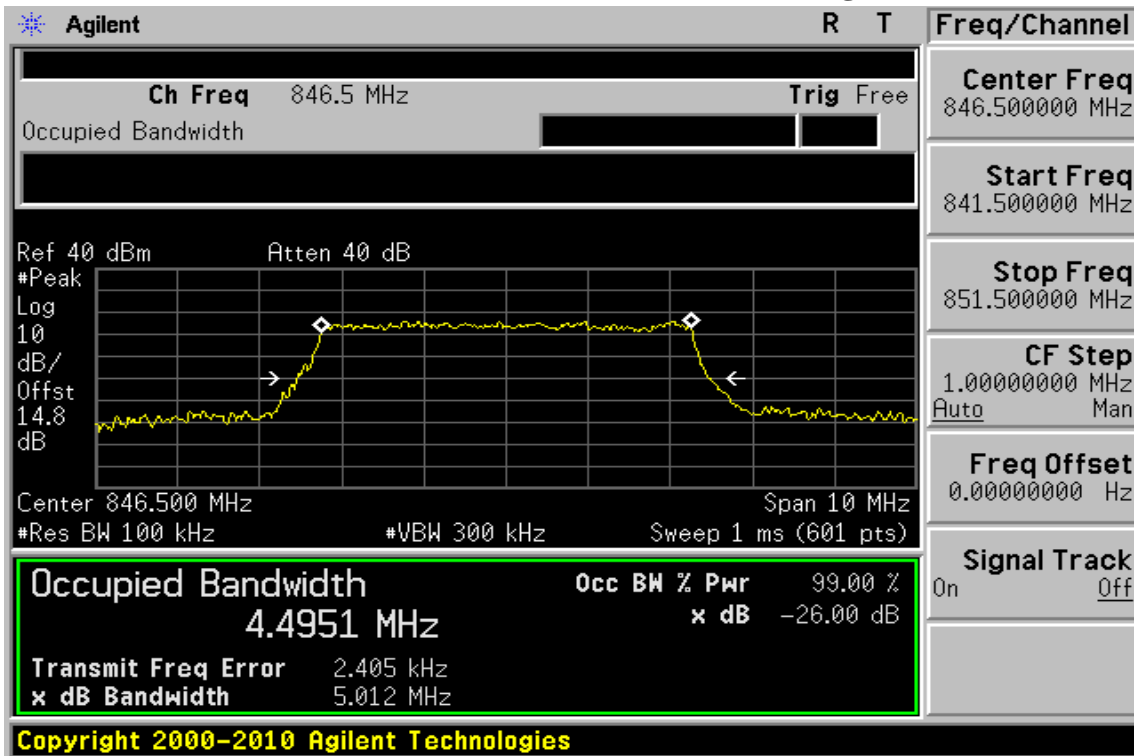 Agilent R T Freq/Channel
Ch Freq 846.5 MHz Trig Free
Occupied Bandwidth
Center Freq
846.500000 MHz
Start Freq
841.500000 MHz
Stop Freq
851.500000 MHz
CF Step
1.00000000 MHz
Auto Man
Freq Offset
0.00000000 Hz
Signal Track
On Off
Ref 40 dBm Atten 40 dB
#Peak
Log
10
dB/
Offst
14.8
dB
Center 846.500 MHz Span 10 MHz
#Res BW 100 kHz #VBW 300 kHz Sweep 1 ms (601 pts)
Occupied Bandwidth
4.4951 MHz
Occ BW % Pwr 99.00 %
x dB -26.00 dB
Transmit Freq Error 2.405 kHz
x dB Bandwidth 5.012 MHz
Copyright 2000-2010 Agilent Technologies